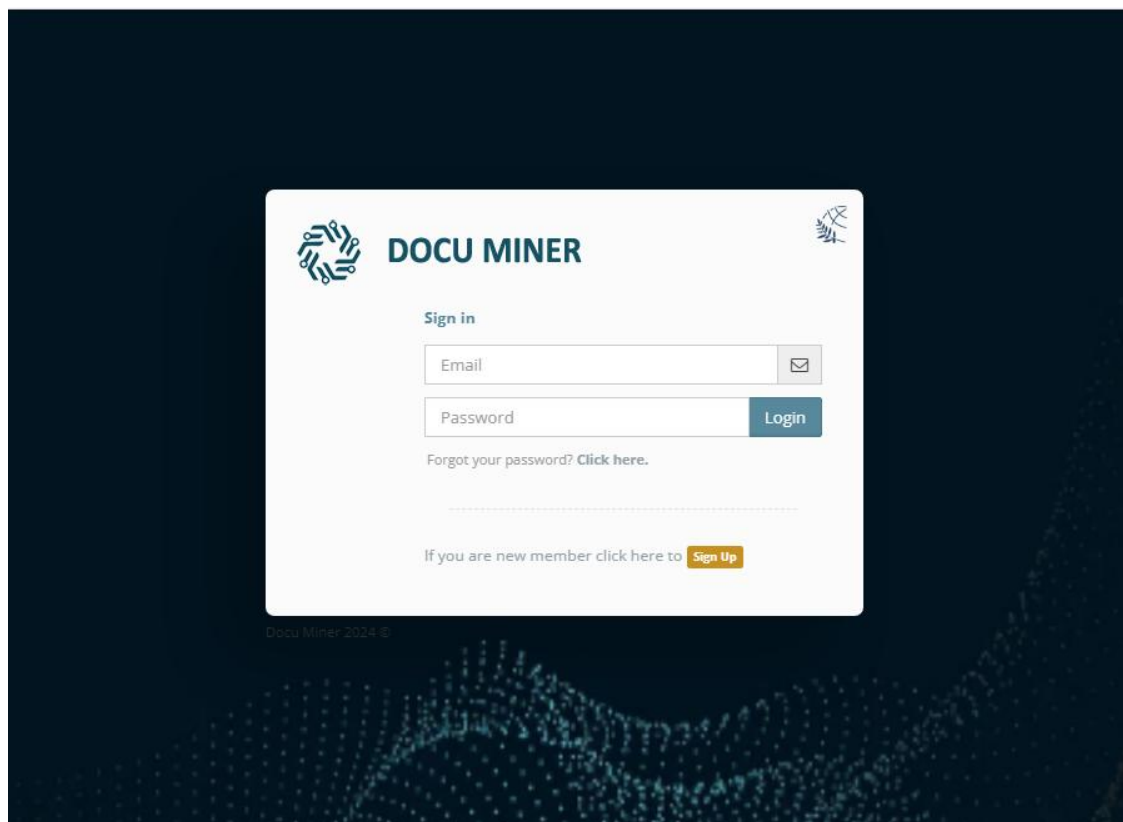 DOCU MINER
Sign in
Email
Password
Login
Forgot your password? Click here.
If you are new member click here to Sign Up
Docu Miner 2024 ©